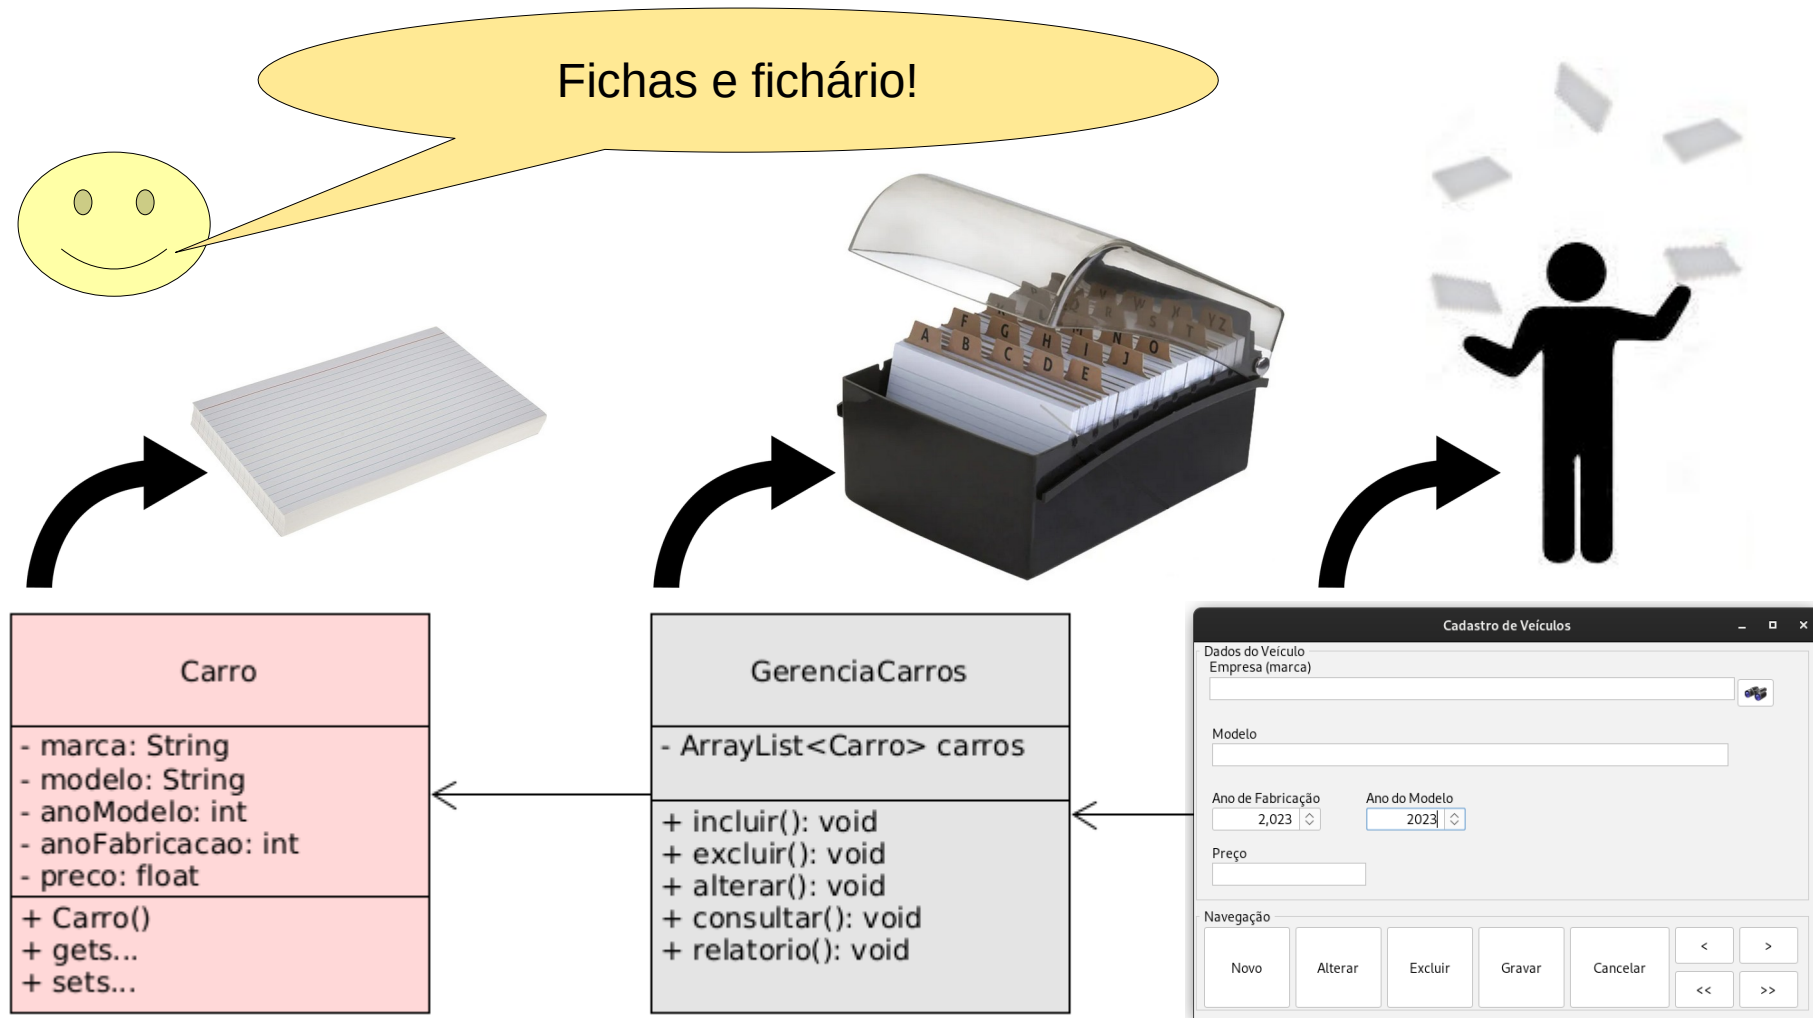 Fichas e fichário!
A B C D E
F G H I J
M N O
R S T
V W X YZ
Carro
- marca: String
- modelo: String
- anoModelo: int
- anoFabricacao: int
- preco: float
+ Carro()
+ gets...
+ sets...
GerenciaCarros
- ArrayList<Carro> carros
+ incluir(): void
+ excluir(): void
+ alterar(): void
+ consultar(): void
+ relatorio(): void
Cadastro de Veículos
Dados do Veículo
Empresa (marca)
Modelo
Ano de Fabricação Ano do Modelo
2,023 2023
Preço
Navegação
Novo Alterar Excluir Gravar Cancelar < >
<< >>